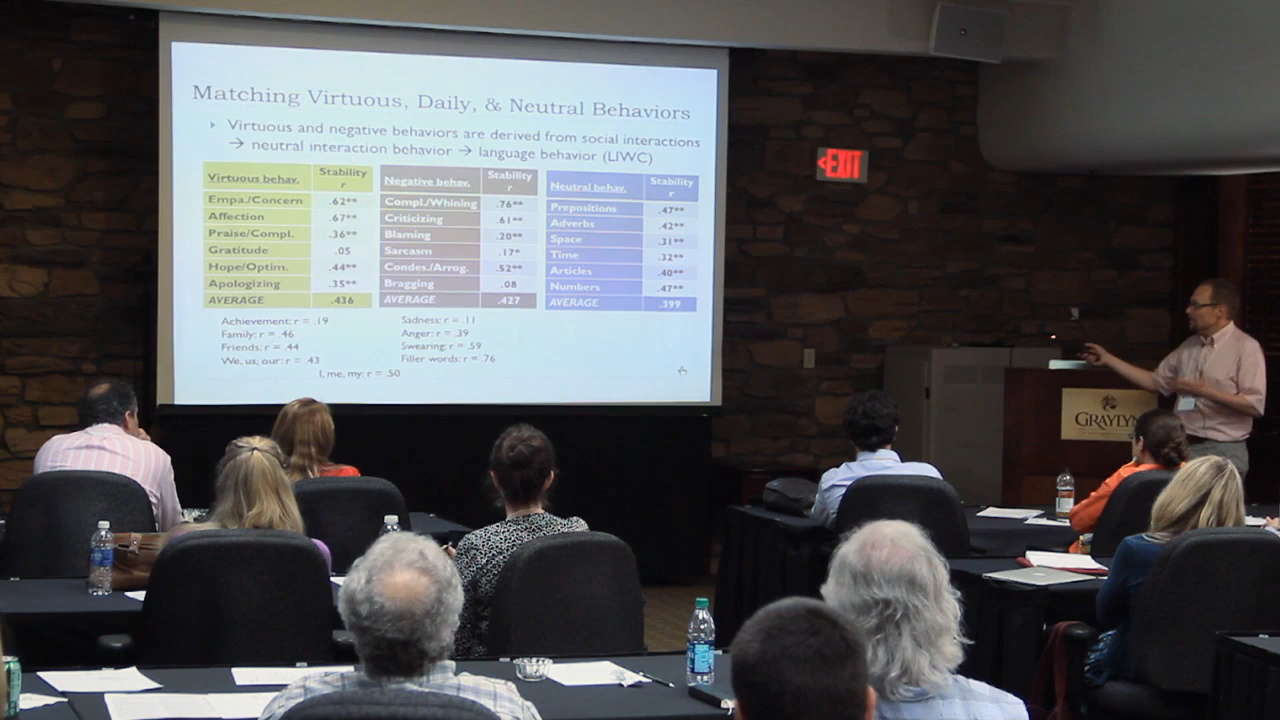 Matching Virtuous, Daily, & Neutral Behaviors
Virtuous and negative behaviors are derived from social interactions
→ neutral interaction behavior → language behavior (LIWC)
Virtuous behav. Stability r
Empa./Concern .62**
Affection .67**
Praise/Compl. .36**
Gratitude .05
Hope/Optim. .44**
Apologizing .35**
AVERAGE .436
Negative behav. Stability r
Compl./Whining .76**
Criticizing .61**
Blaming .20**
Sarcasm .17*
Condes./Arrog. .52**
Bragging .08
AVERAGE .427
Neutral behav. Stability r
Prepositions .47**
Adverbs .42**
Space .31**
Time .32**
Articles .40**
Numbers .47**
AVERAGE .399
Achievement: r = .19
Family: r = .46
Friends: r = .44
We, us, our: r = .43
Sadness: r = .11
Anger: r = .39
Swearing: r = .59
Filler words: r = .76
I, me, my: r = .50
EXIT
GRAYLYN